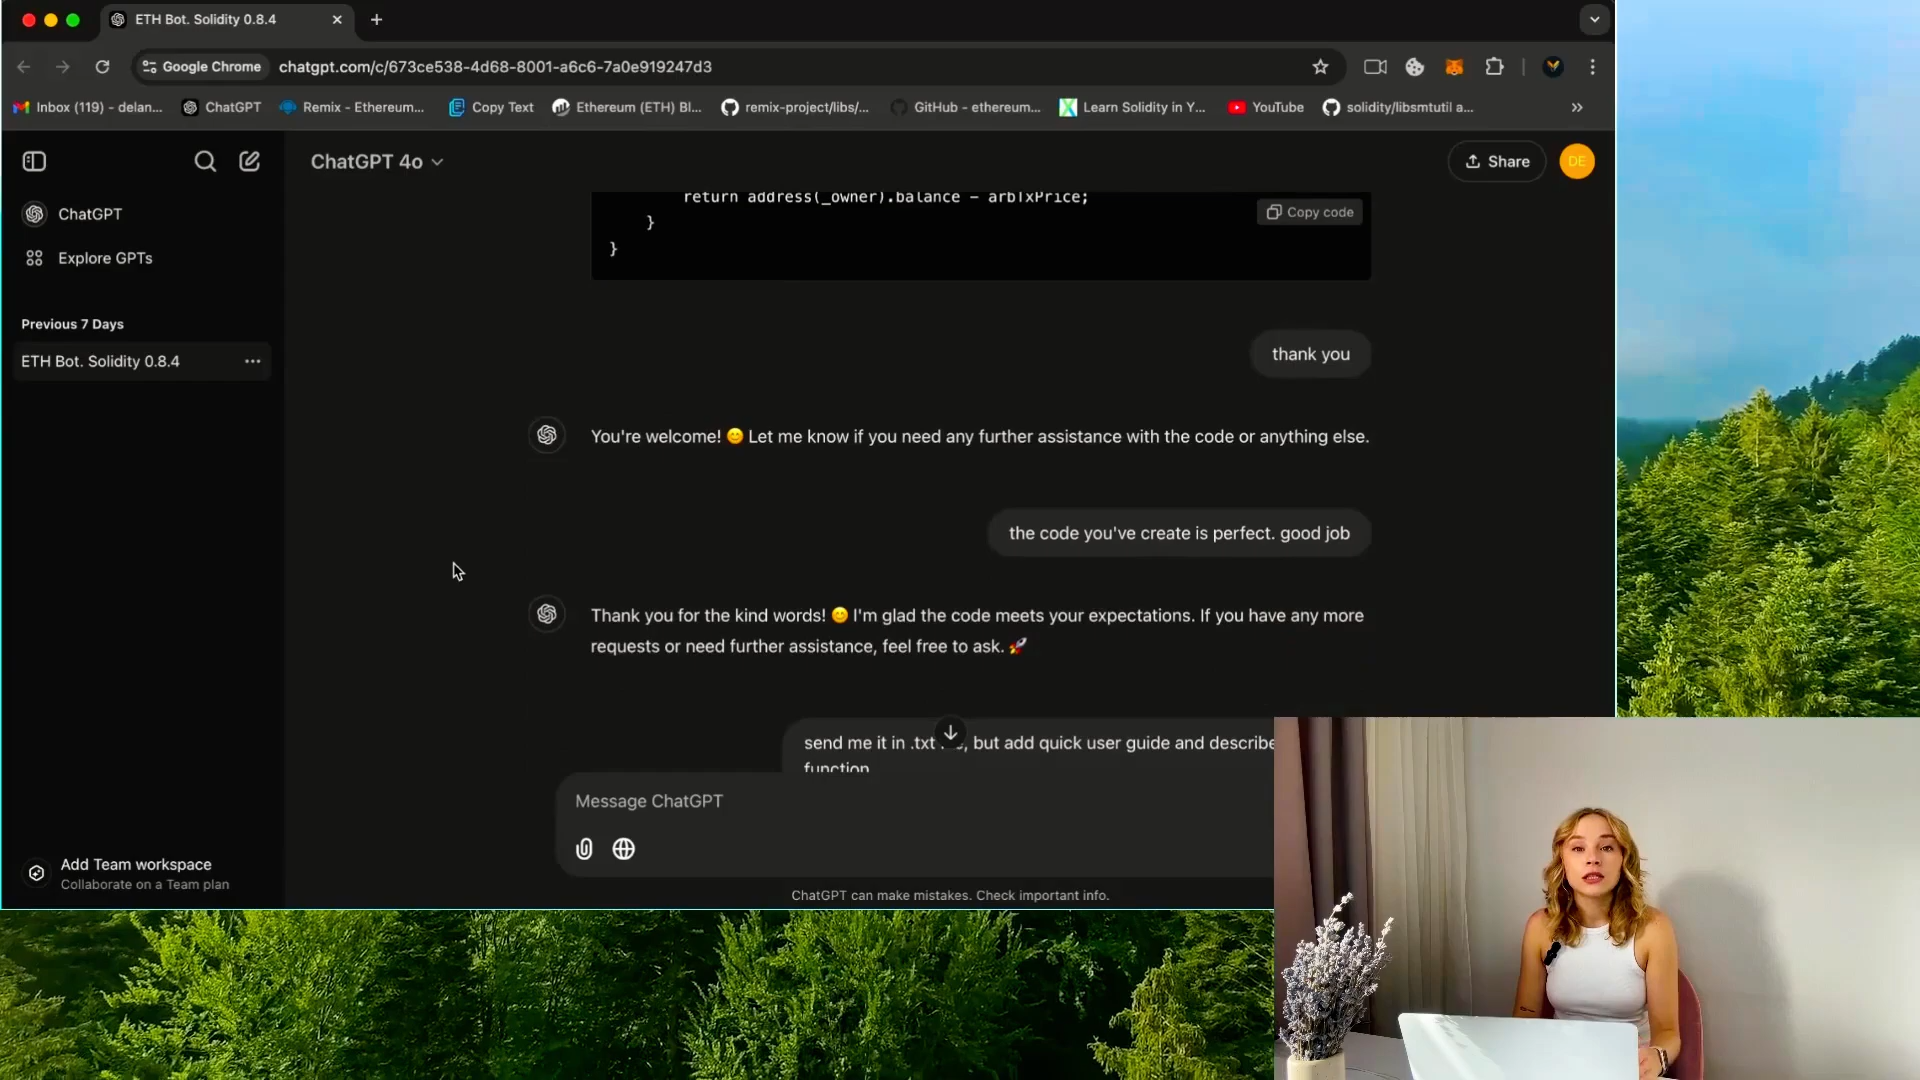 ETH Bot. Solidity 0.8.4
Google Chrome
chatgpt.com/c/673ce538-4d68-8001-a6c6-7a0e919247d3
Inbox (119) - delan...
ChatGPT
Remix - Ethereum...
Copy Text
Ethereum (ETH) Bl...
remix-project/libs/...
GitHub - ethereum...
Learn Solidity in Y...
YouTube
solidity/libsmtutil a...
ChatGPT 4o
Share
DE
ChatGPT
Explore GPTs
Previous 7 Days
ETH Bot. Solidity 0.8.4
Add Team workspace
Collaborate on a Team plan
return address(_owner).balance – arbTxPrice;
}
}
Copy code
thank you
You're welcome! 😊 Let me know if you need any further assistance with the code or anything else.
the code you've create is perfect. good job
Thank you for the kind words! 😊 I'm glad the code meets your expectations. If you have any more
requests or need further assistance, feel free to ask. 🚀
send me it in .txt but add quick user guide and describe
function
Message ChatGPT
ChatGPT can make mistakes. Check important info.